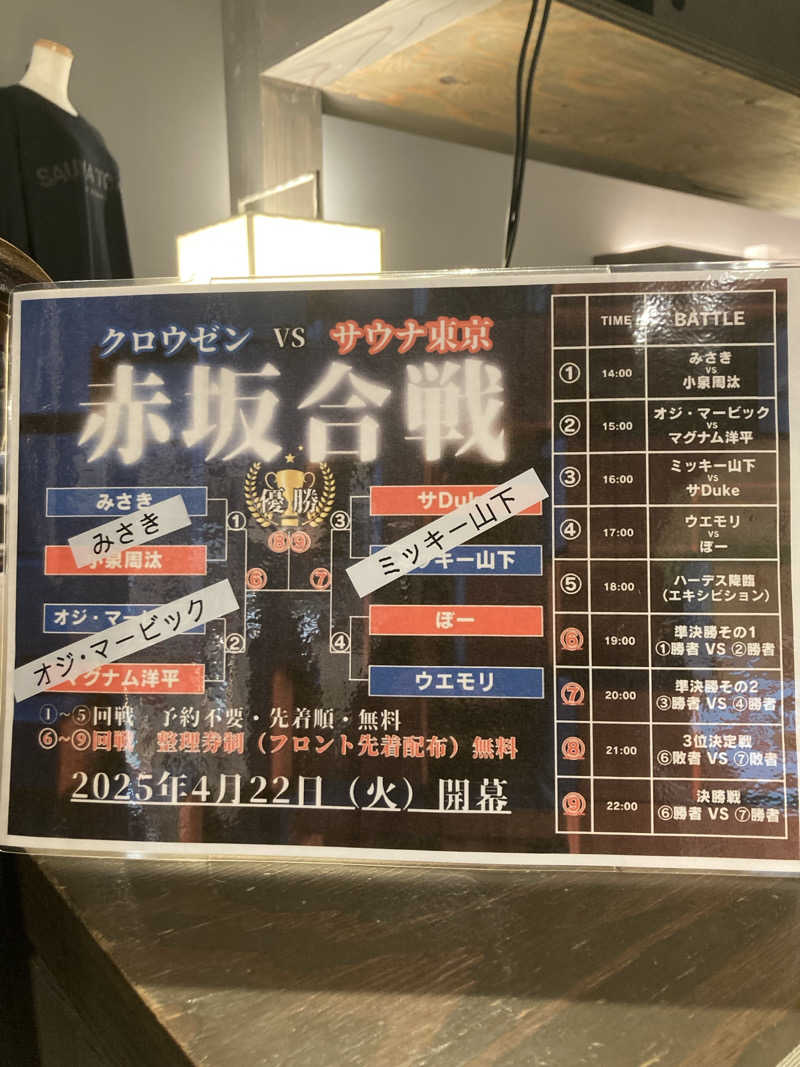 クロウゼン VS サウナ東京
赤坂合戦
優勝
みさき
みさき
小泉周汰
オジ・マービック
オジ・マービック
マグナム洋平
サDuke
ミッキー山下
ミッキー山下
ぼー
ウエモリ
①
②
③
④
⑥
⑦
⑧⑨
①~⑤回戦 予約不要・先着順・無料
⑥~⑨回戦 整理券制（フロント先着配布）無料
2025年4月22日（火）開幕
TIME BATTLE
① 14:00 みさき
vs
小泉周汰
② 15:00 オジ・マービック
vs
マグナム洋平
③ 16:00 ミッキー山下
vs
サDuke
④ 17:00 ウエモリ
vs
ぼー
⑤ 18:00 ハーデス降臨
（エキシビション）
⑥ 19:00 準決勝その1
①勝者 VS ②勝者
⑦ 20:00 準決勝その2
③勝者 VS ④勝者
⑧ 21:00 3位決定戦
⑥敗者 VS ⑦敗者
⑨ 22:00 決勝戦
⑥勝者 VS ⑦勝者